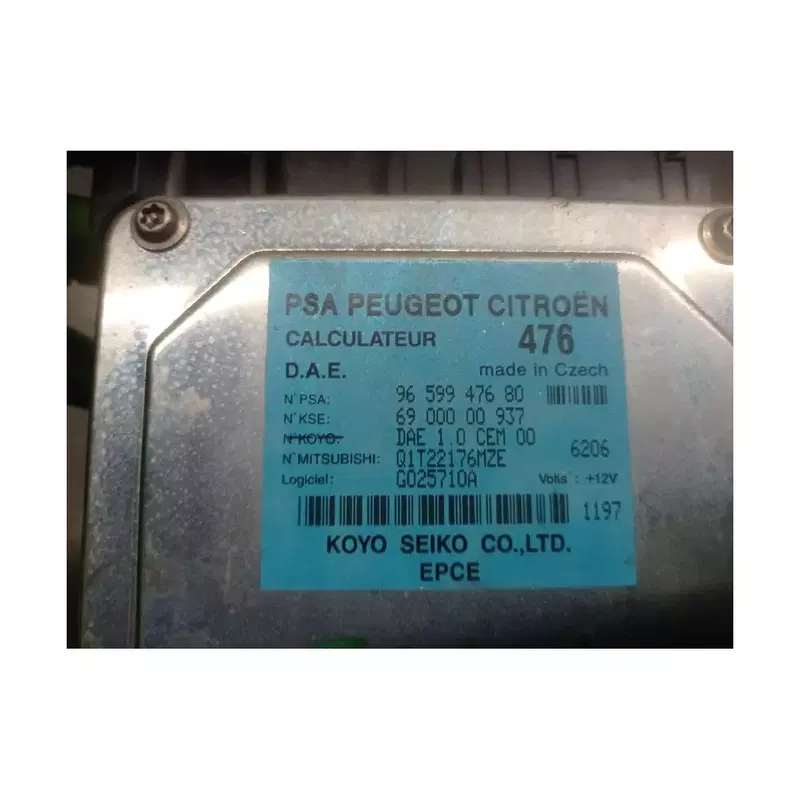 PSA PEUGEOT CITROËN
CALCULATEUR 476
D.A.E. made in Czech
N°PSA: 96 599 476 80
N°KSE: 69 000 00 937
N°KOYO: DAE 1.0 CEM 00
N°MITSUBISHI: Q1T22176MZE 6206
Logiciel: G025710A Volts : +12V
1197
KOYO SEIKO CO.,LTD.
EPCE